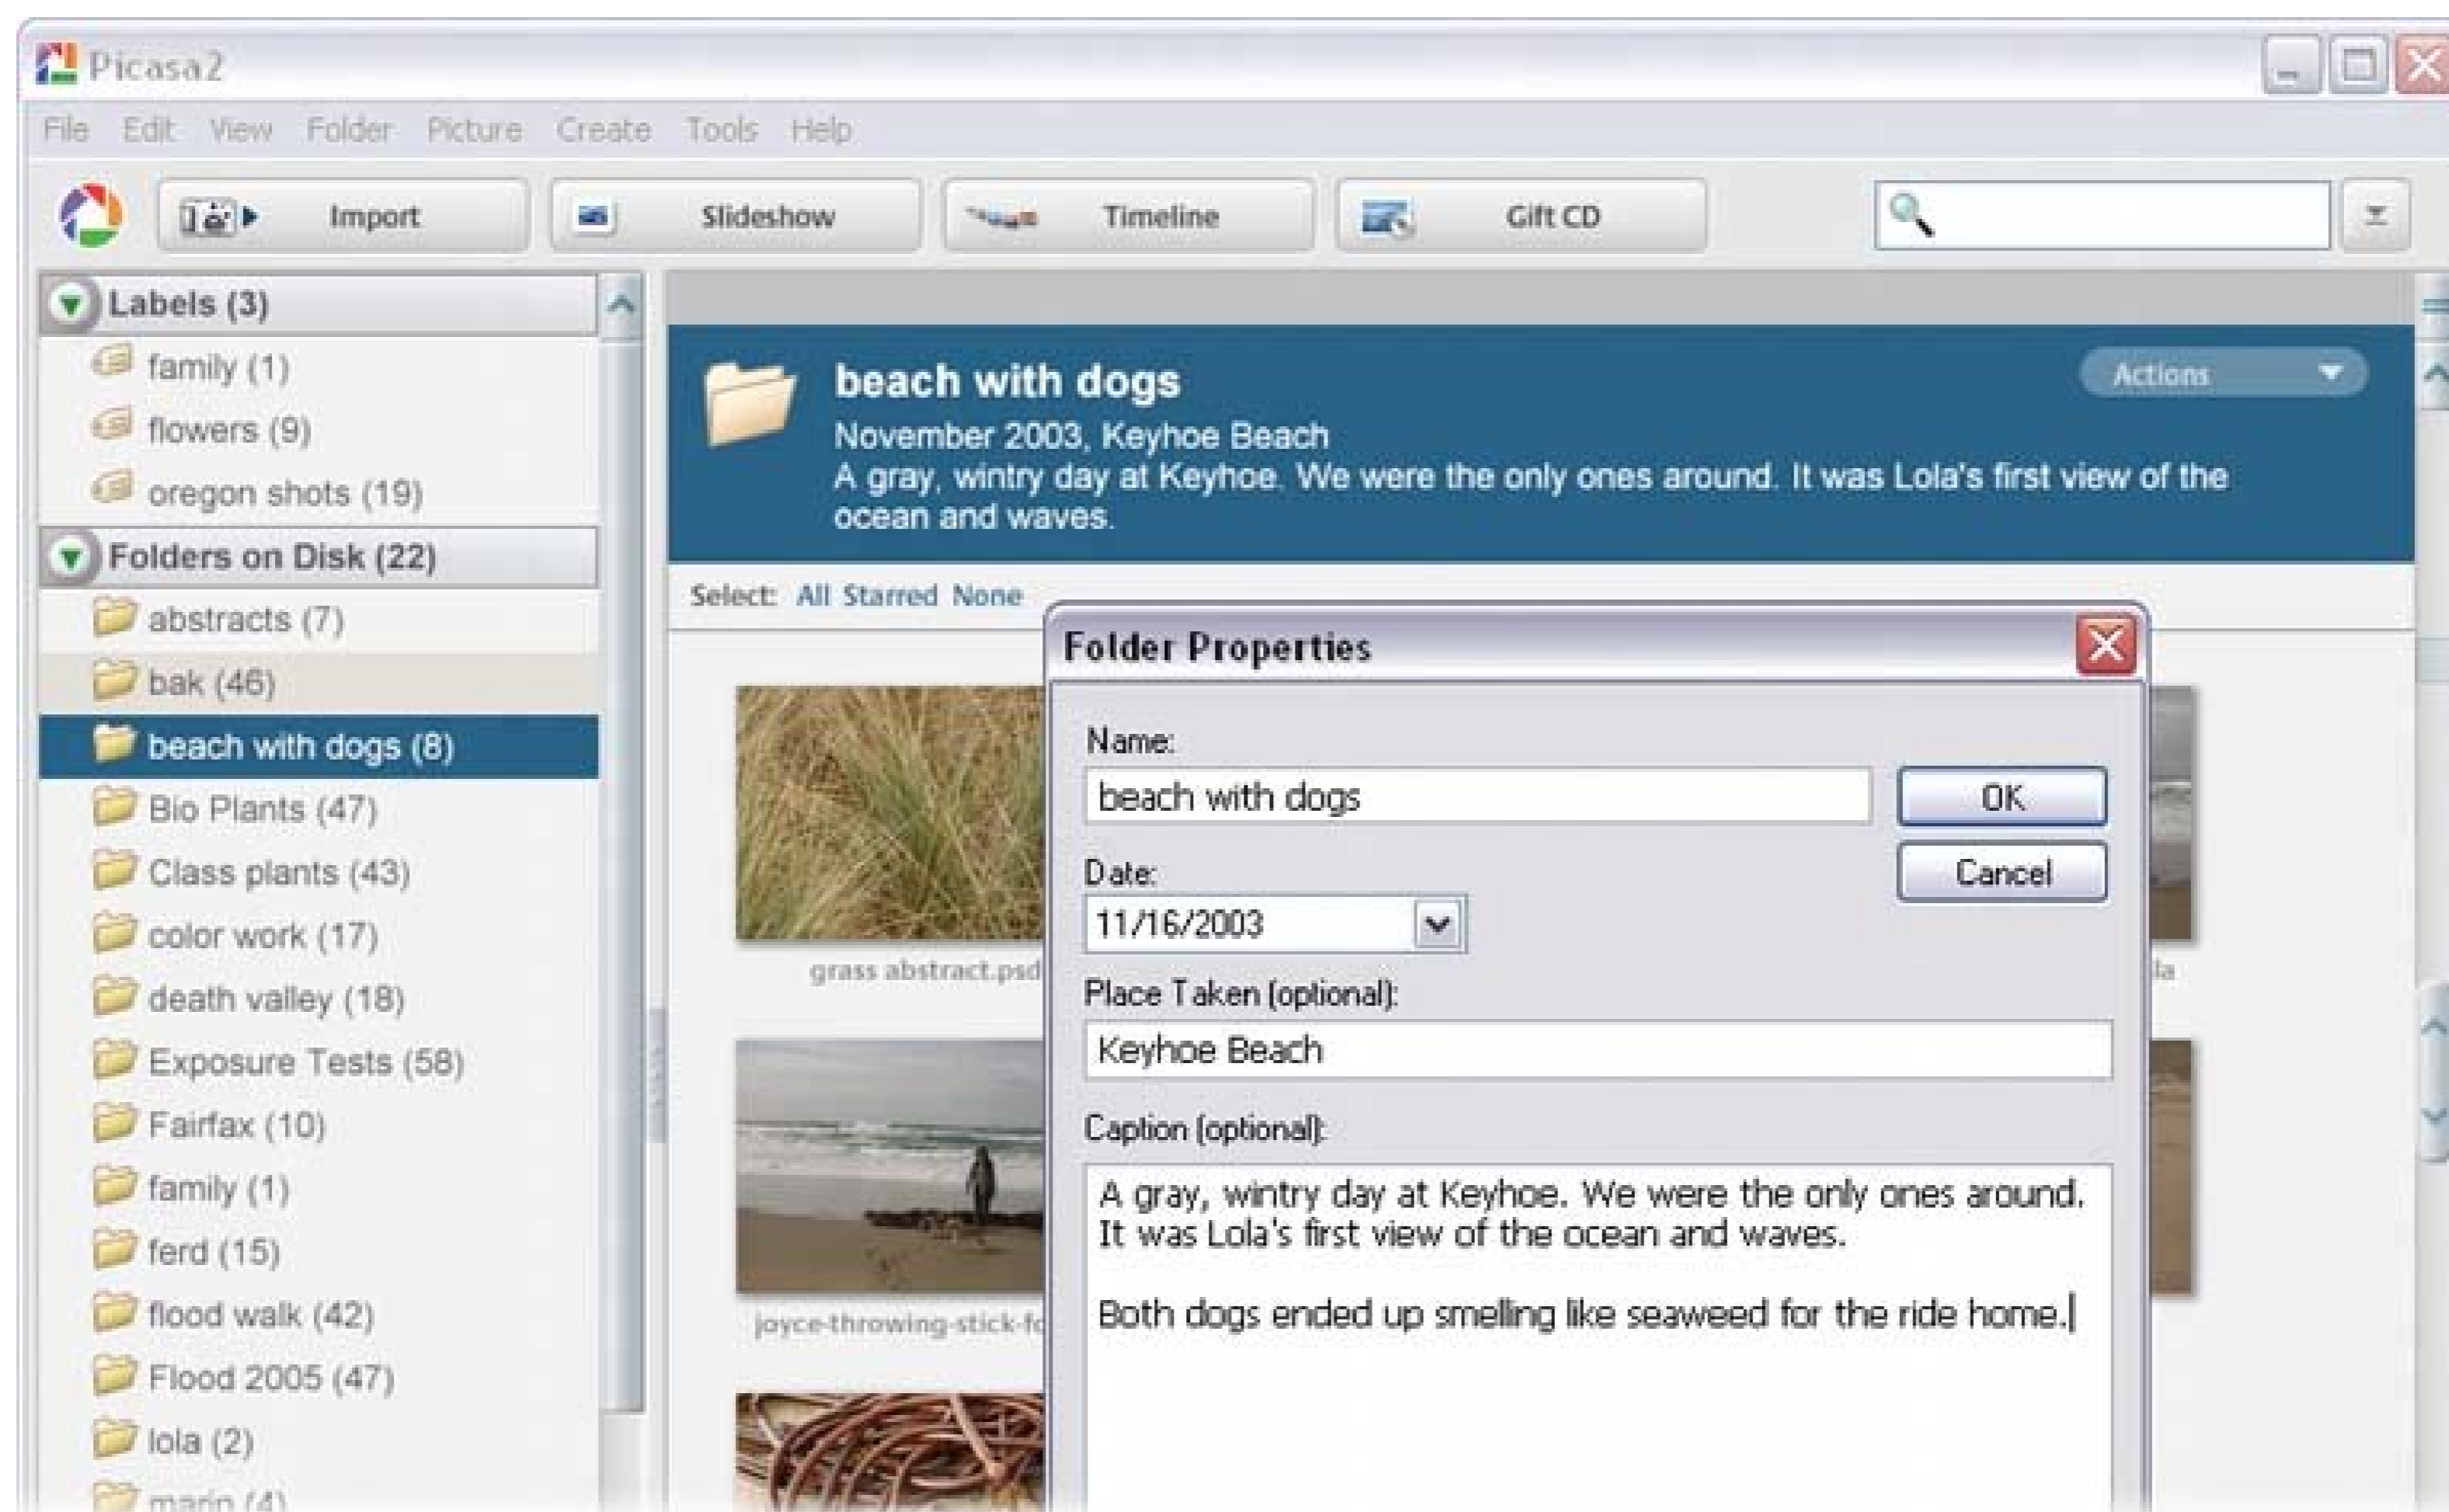 Picasa2
File Edit View Folder Picture Create Tools Help
Import Slideshow Timeline Gift CD
Labels (3)
family (1)
flowers (9)
oregon shots (19)
Folders on Disk (22)
abstracts (7)
bak (46)
beach with dogs (8)
Bio Plants (47)
Class plants (43)
color work (17)
death valley (18)
Exposure Tests (58)
Fairfax (10)
family (1)
ferd (15)
flood walk (42)
Flood 2005 (47)
lola (2)
marin (4)
beach with dogs
Actions
November 2003, Keyhoe Beach
A gray, wintry day at Keyhoe. We were the only ones around. It was Lola's first view of the
ocean and waves.
Select: All Starred None
grass abstract.psd
la
joyce-throwing-stick-fo
Folder Properties
Name:
beach with dogs
OK
Cancel
Date:
11/16/2003
Place Taken (optional):
Keyhoe Beach
Caption (optional):
A gray, wintry day at Keyhoe. We were the only ones around.
It was Lola's first view of the ocean and waves.
Both dogs ended up smelling like seaweed for the ride home.